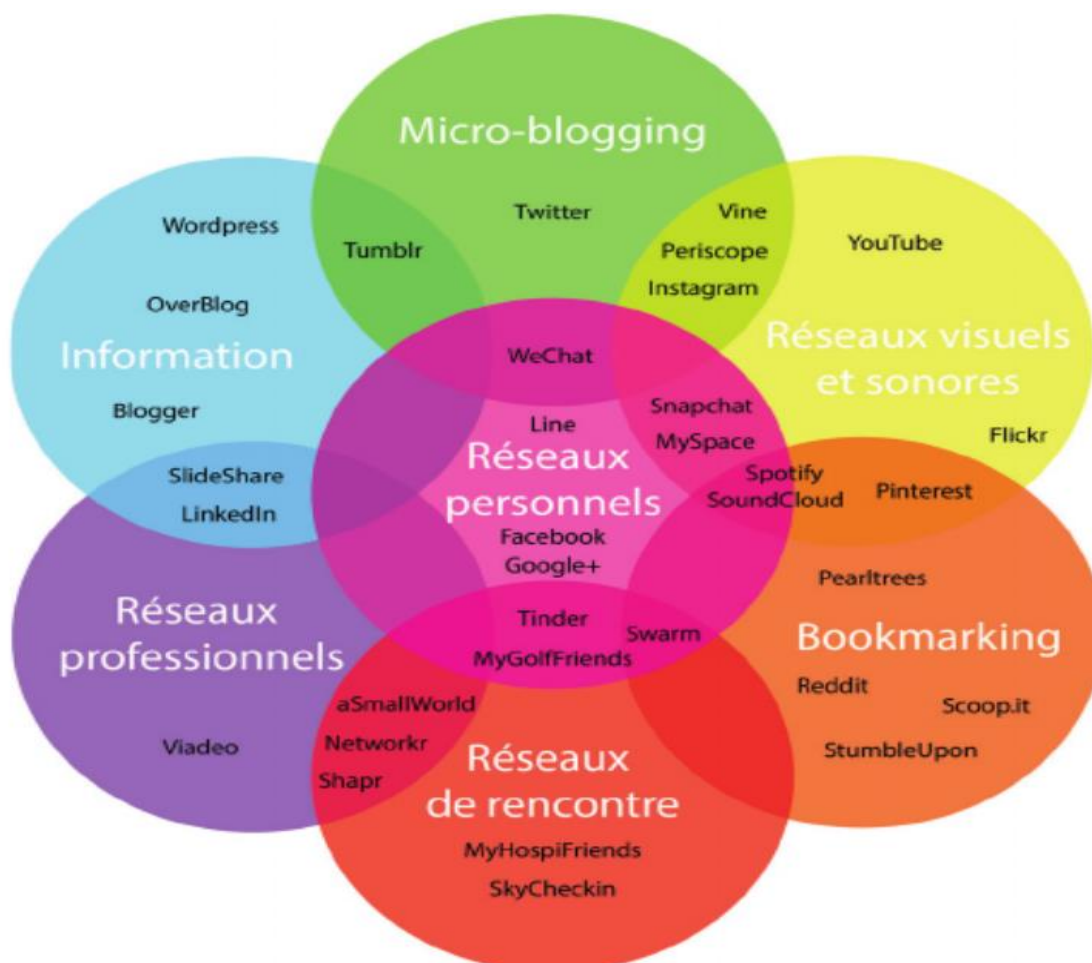 Micro-blogging
Twitter
Vine
Periscope
Instagram
Tumblr
Wordpress
OverBlog
Information
Blogger
YouTube
Réseaux visuels
et sonores
Flickr
WeChat
Line
Snapchat
MySpace
Réseaux
personnels
Facebook
Google+
Spotify
SoundCloud
Pinterest
SlideShare
LinkedIn
Réseaux
professionnels
Viadeo
Pearltrees
Bookmarking
Reddit
Scoop.it
StumbleUpon
Tinder
Swarm
MyGolfFriends
aSmallWorld
Networkr
Shapr
Réseaux
de rencontre
MyHospiFriends
SkyCheckin